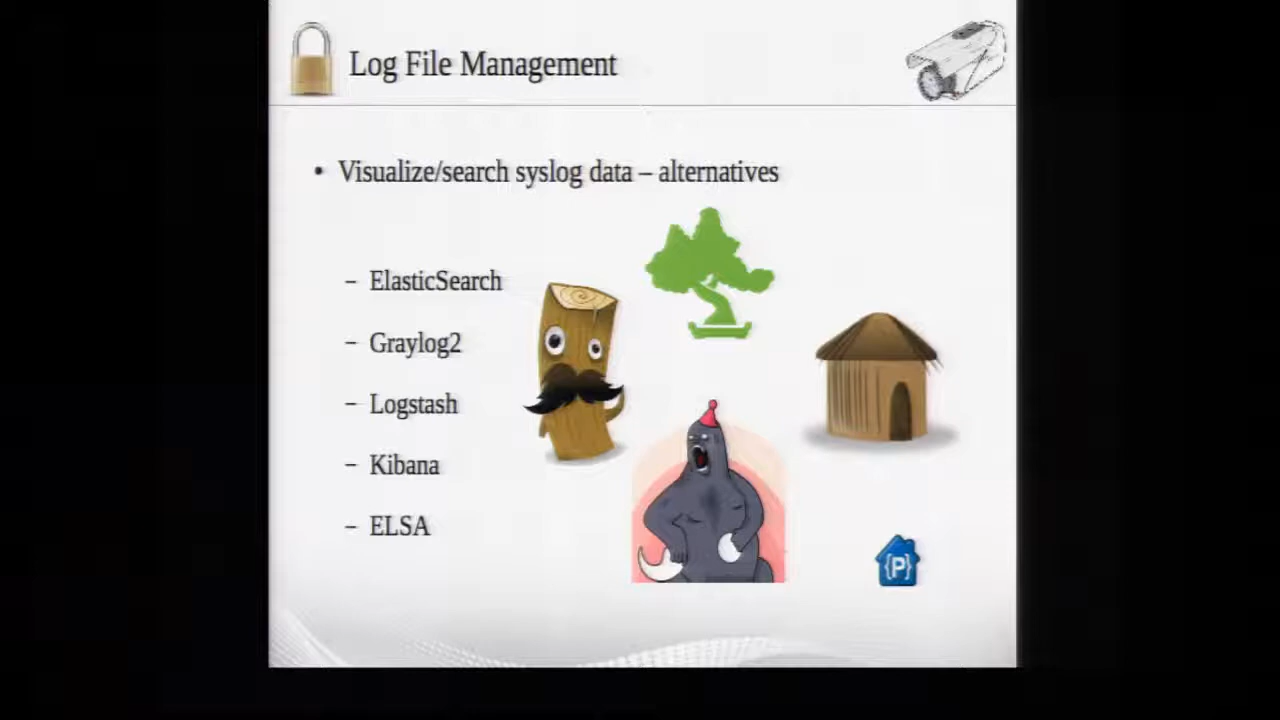 Log File Management
• Visualize/search syslog data – alternatives
– ElasticSearch
– Graylog2
– Logstash
– Kibana
– ELSA
{P}